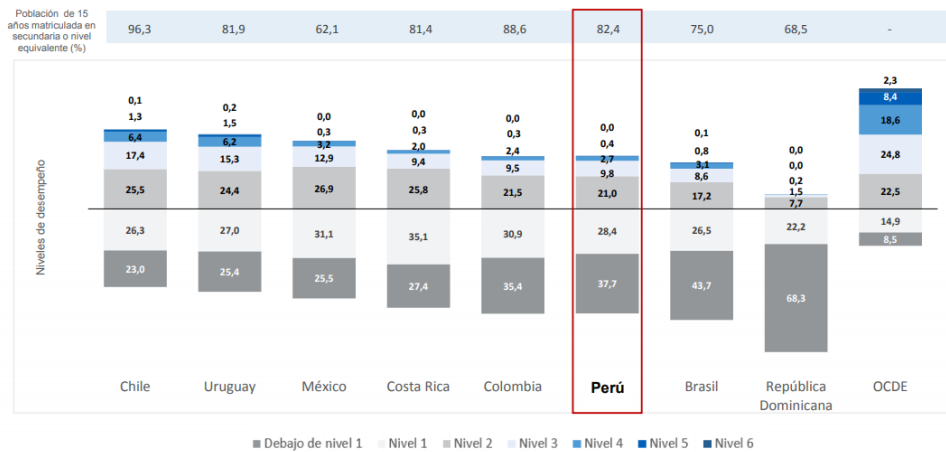 Población de 15
años matriculada en
secundaria o nivel
equivalente (%)
96,3 81,9 62,1 81,4 88,6 82,4 75,0 68,5 -
Niveles de desempeño
0,1 0,2 0,0 0,0 0,0 0,0 0,1 0,0 2,3
1,3 1,5 0,3 0,3 0,3 0,4 0,8 0,0 8,4
6,4 6,2 3,2 2,0 2,4 2,7 3,1 0,2 18,6
17,4 15,3 12,9 9,4 9,5 9,8 8,6 1,5 24,8
25,5 24,4 26,9 25,8 21,5 21,0 17,2 7,7 22,5
26,3 27,0 31,1 35,1 30,9 28,4 26,5 22,2 14,9
23,0 25,4 25,5 27,4 35,4 37,7 43,7 68,3 8,5
Chile Uruguay México Costa Rica Colombia Perú Brasil República OCDE
Dominicana
Debajo de nivel 1 Nivel 1 Nivel 2 Nivel 3 Nivel 4 Nivel 5 Nivel 6